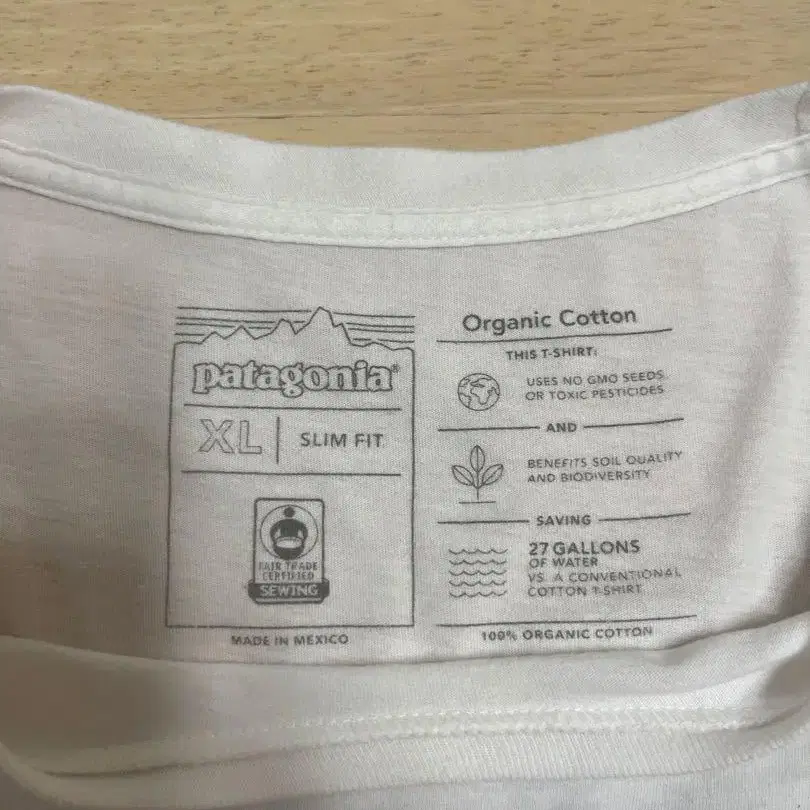 patagonia®
XL | SLIM FIT
FAIR TRADE
CERTIFIED
SEWING
MADE IN MEXICO
Organic Cotton
THIS T-SHIRT:
USES NO GMO SEEDS
OR TOXIC PESTICIDES
AND
BENEFITS SOIL QUALITY
AND BIODIVERSITY
SAVING
27 GALLONS
OF WATER
VS. A CONVENTIONAL
COTTON T-SHIRT
100% ORGANIC COTTON